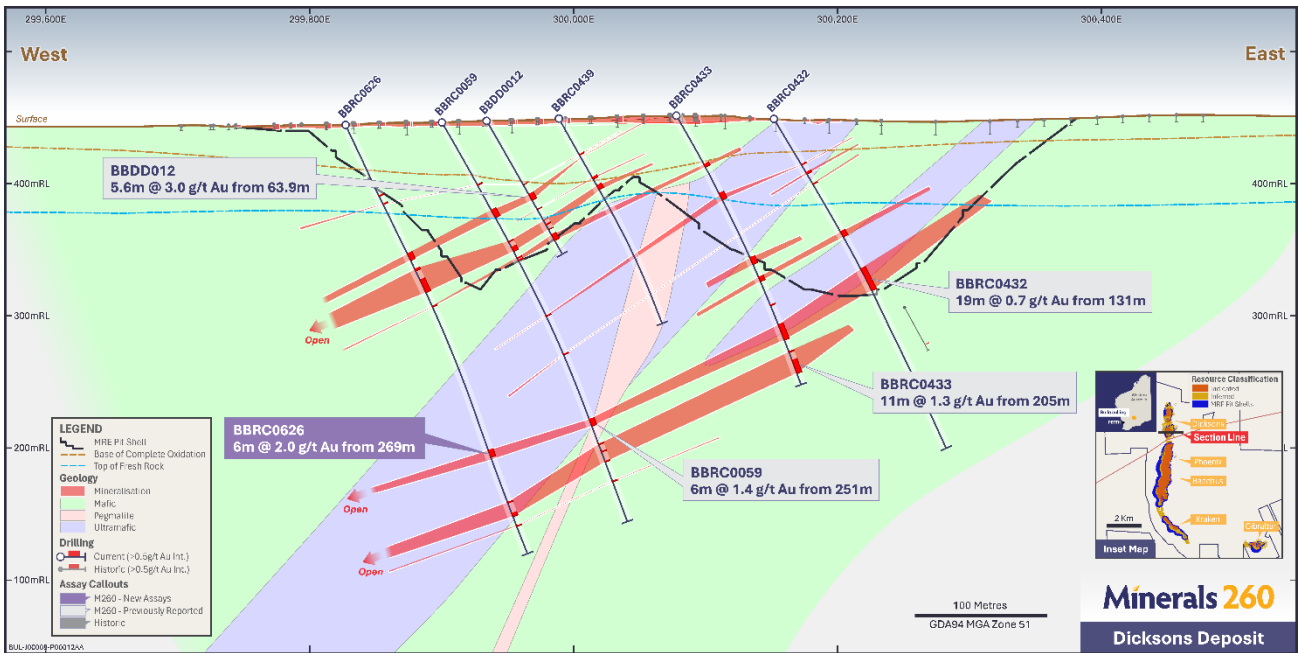 299,600E
299,800E
300,000E
300,200E
300,400E
West
East
BBRC0626
BBRC0059
BBDD0012
BBRC0439
BBRC0433
BBRC0432
Surface
400mRL
400mRL
300mRL
300mRL
200mRL
100mRL
BBDD012
5.6m @ 3.0 g/t Au from 63.9m
Open
BBRC0432
19m @ 0.7 g/t Au from 131m
BBRC0433
11m @ 1.3 g/t Au from 205m
BBRC0626
6m @ 2.0 g/t Au from 269m
BBRC0059
6m @ 1.4 g/t Au from 251m
Open
Open
LEGEND
MRE Pit Shell
Base of Complete Oxidation
Top of Fresh Rock
Geology
Mineralisation
Mafic
Pegmatite
Ultramafic
Drilling
Current (>0.5g/t Au Int.)
Historic (>0.5g/t Au Int.)
Assay Callouts
M260 - New Assays
M260 - Previously Reported
Historic
Resource Classification
Indicated
Inferred
MRE Pit Shells
Dicksons
Section Line
Phoenix
Bacchus
Kraken
Gibraltar
2 Km
Inset Map
100 Metres
GDA94 MGA Zone 51
Minerals 260
Dicksons Deposit